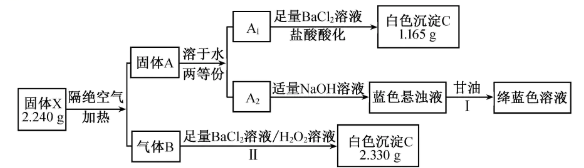 固体X
2.240 g
隔绝空气
加热
固体A
溶于水
两等份
A₁
足量BaCl₂溶液
盐酸酸化
白色沉淀C
1.165 g
A₂
适量NaOH溶液
蓝色悬浊液
甘油
I
绛蓝色溶液
气体B
足量BaCl₂溶液/H₂O₂溶液
II
白色沉淀C
2.330 g